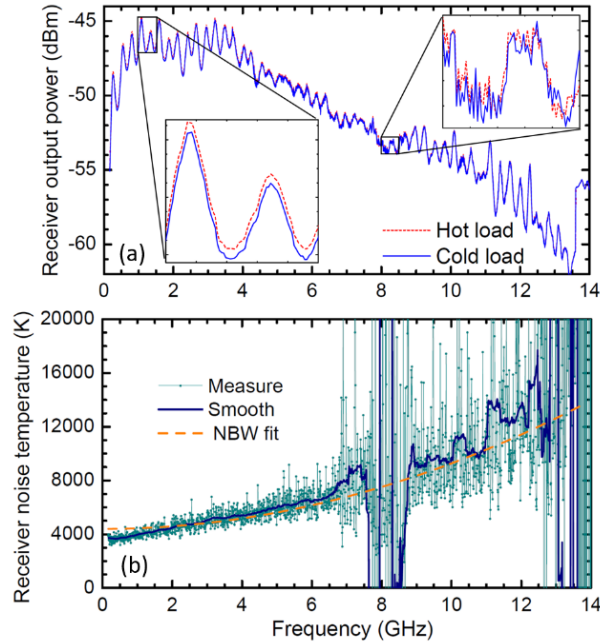 -45
-50
-55
-60
Receiver output power (dBm)
(a)
Hot load
Cold load
0 2 4 6 8 10 12 14
20000
16000
12000
8000
4000
0
Receiver noise temperature (K)
Measure
Smooth
NBW fit
(b)
0 2 4 6 8 10 12 14
Frequency (GHz)